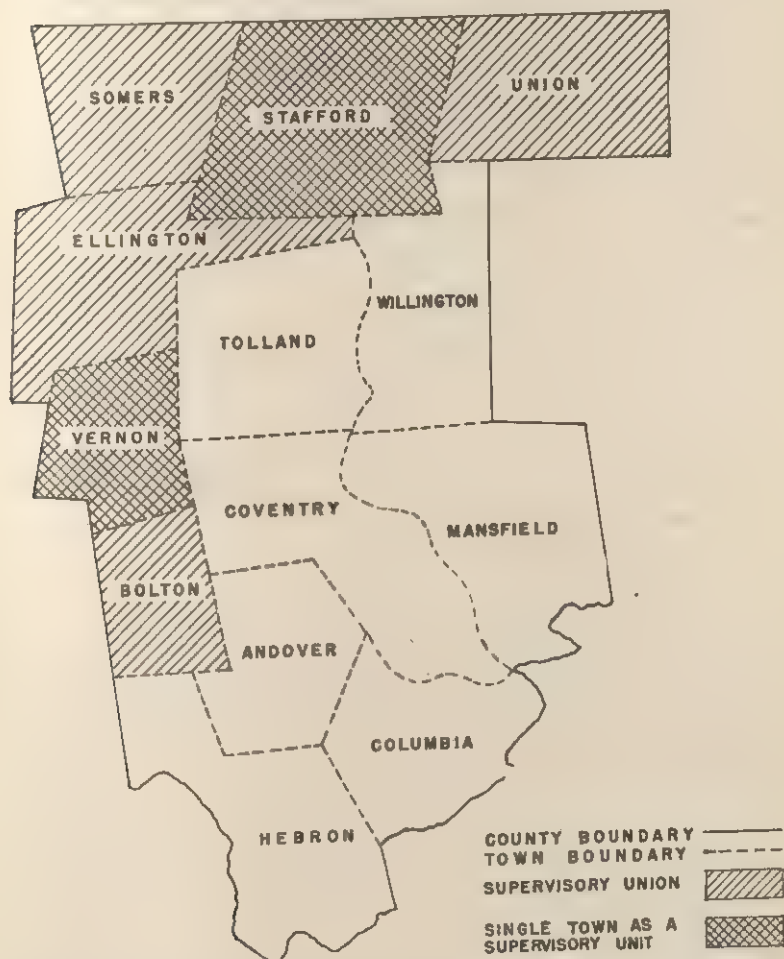 SOMERS
STAFFORD
UNION
ELLINGTON
WILLINGTON
TOLLAND
VERNON
COVENTRY
MANSFIELD
BOLTON
ANDOVER
COLUMBIA
HEBRON
COUNTY BOUNDARY
TOWN BOUNDARY
SUPERVISORY UNION
SINGLE TOWN AS A
SUPERVISORY UNIT